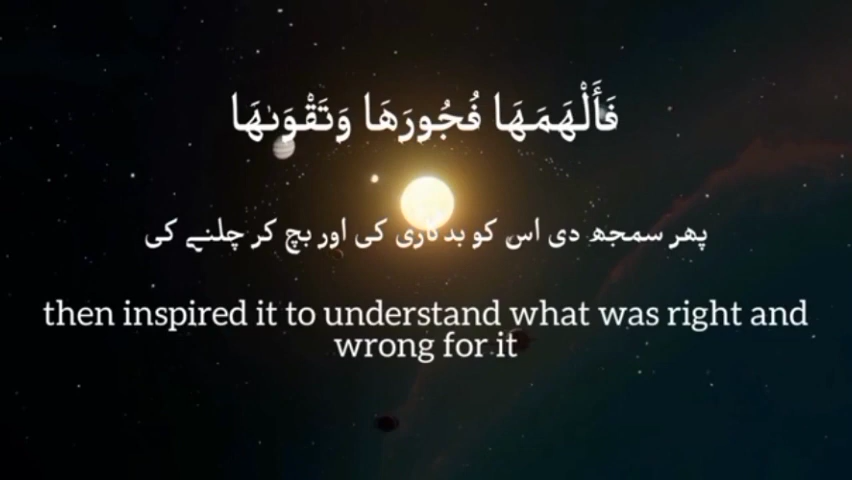 فَأَلْهَمَهَا فُجُورَهَا وَتَقْوَىٰهَا
پھر سمجھ دی اس کو بدکاری کی اور بچ کر چلنے کی
then inspired it to understand what was right and
wrong for it